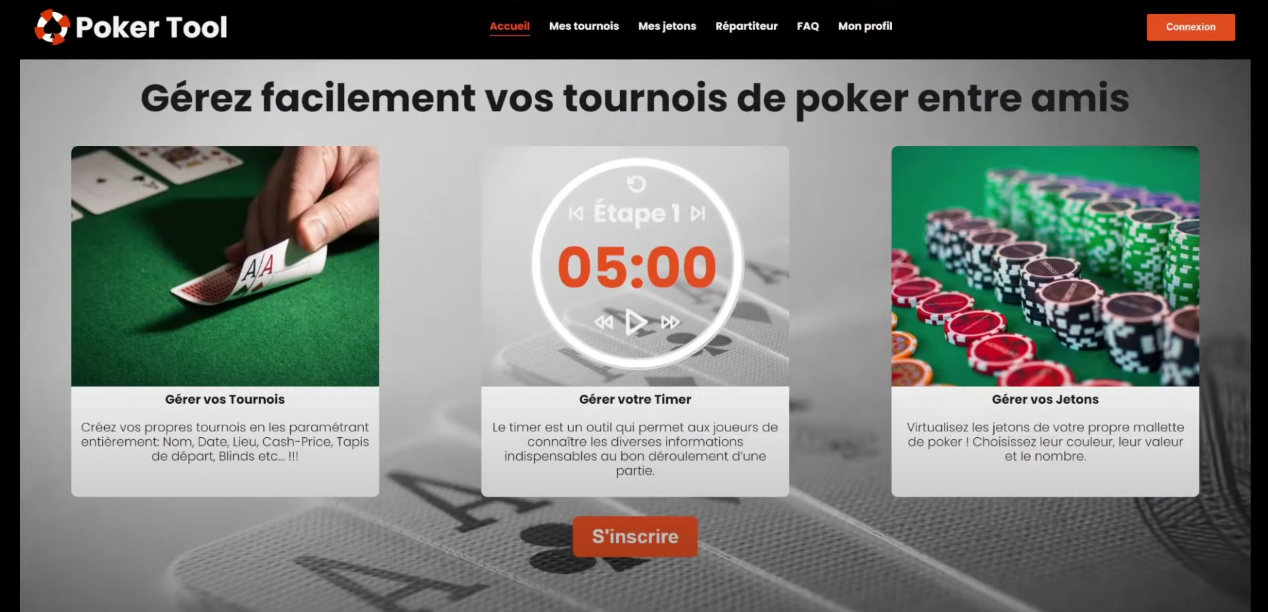 Poker Tool
Accueil
Mes tournois
Mes jetons
Répartiteur
FAQ
Mon profil
Connexion
Gérez facilement vos tournois de poker entre amis
A A
Étape 1
05:00
Gérer vos Tournois
Créez vos propres tournois en les paramétrant
entièrement: Nom, Date, Lieu, Cash-Price, Tapis
de départ, Blinds etc... !!!
Gérer votre Timer
Le timer est un outil qui permet aux joueurs de
connaître les diverses informations
indispensables au bon déroulement d'une
partie.
Gérer vos Jetons
Virtualisez les jetons de votre propre mallette
de poker ! Choisissez leur couleur, leur valeur
et le nombre.
A
A
S'inscrire